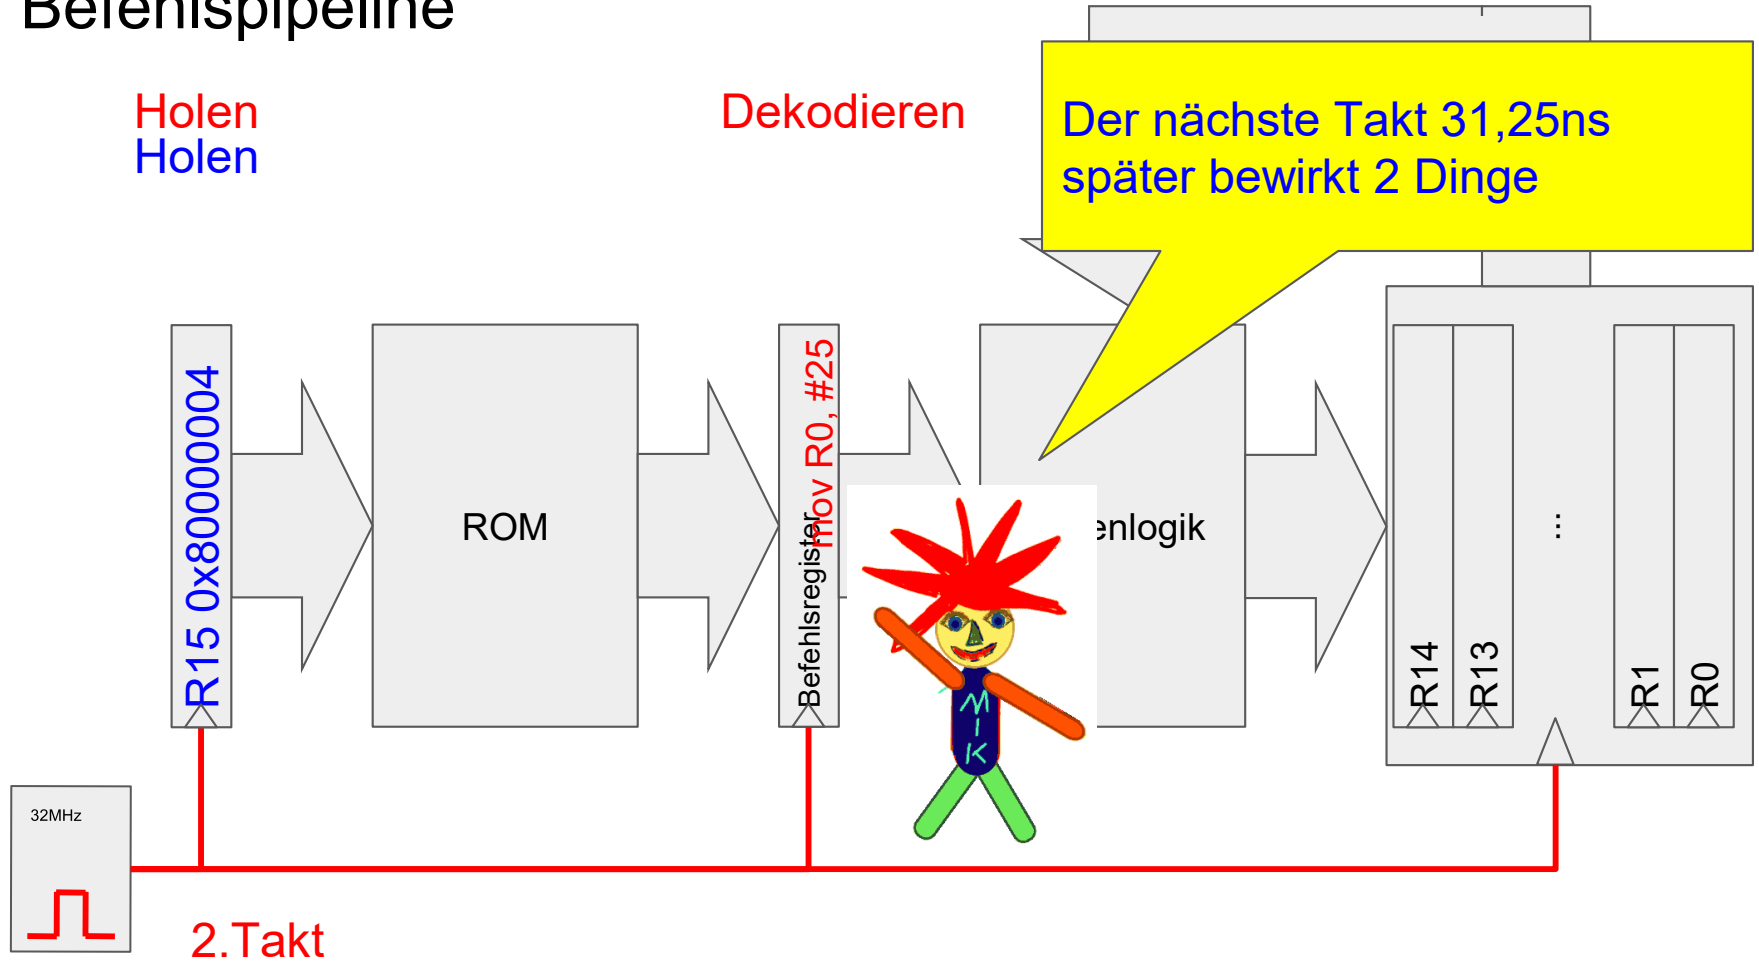 Befehlspipeline
Holen
Holen
Dekodieren
Der nächste Takt 31,25ns
später bewirkt 2 Dinge
R15 0x80000004
ROM
Befehlsregister
mov R0, #25
enlogik
R14
R13
...
R1
R0
MIK
32MHz
2.Takt